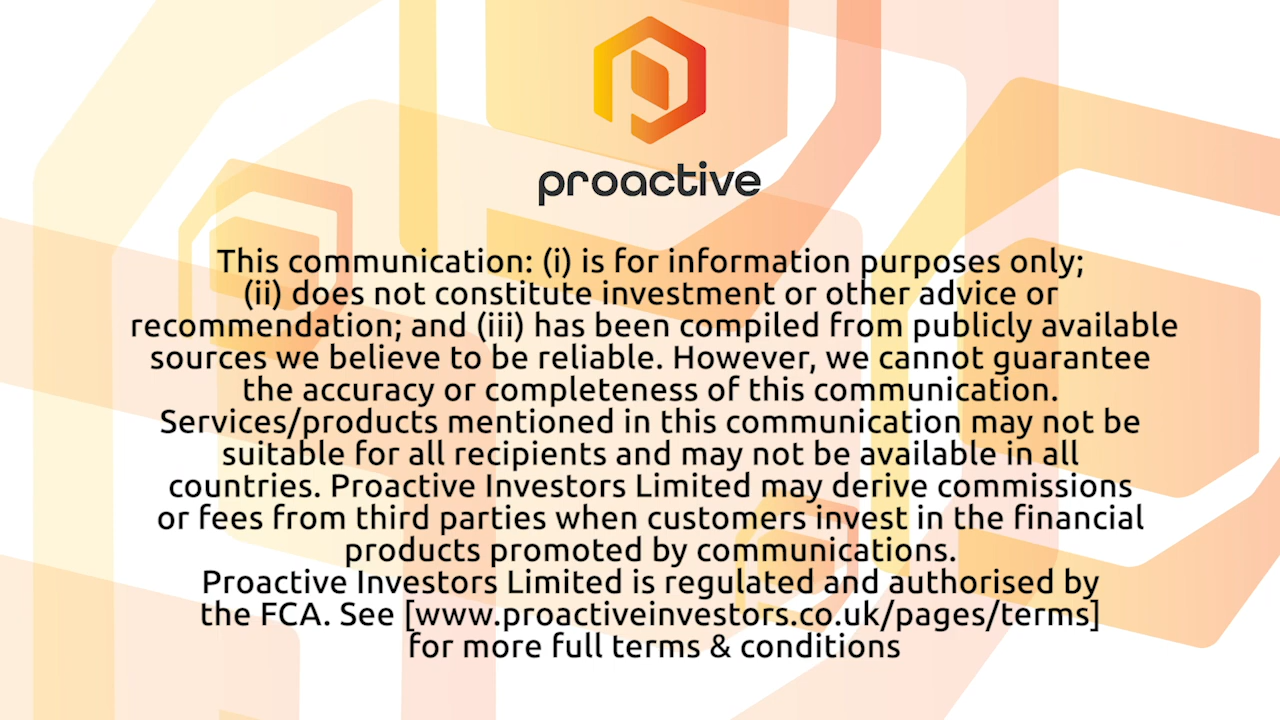 proactive
This communication: (i) is for information purposes only;
(ii) does not constitute investment or other advice or
recommendation; and (iii) has been compiled from publicly available
sources we believe to be reliable. However, we cannot guarantee
the accuracy or completeness of this communication.
Services/products mentioned in this communication may not be
suitable for all recipients and may not be available in all
countries. Proactive Investors Limited may derive commissions
or fees from third parties when customers invest in the financial
products promoted by communications.
Proactive Investors Limited is regulated and authorised by
the FCA. See [www.proactiveinvestors.co.uk/pages/terms]
for more full terms & conditions